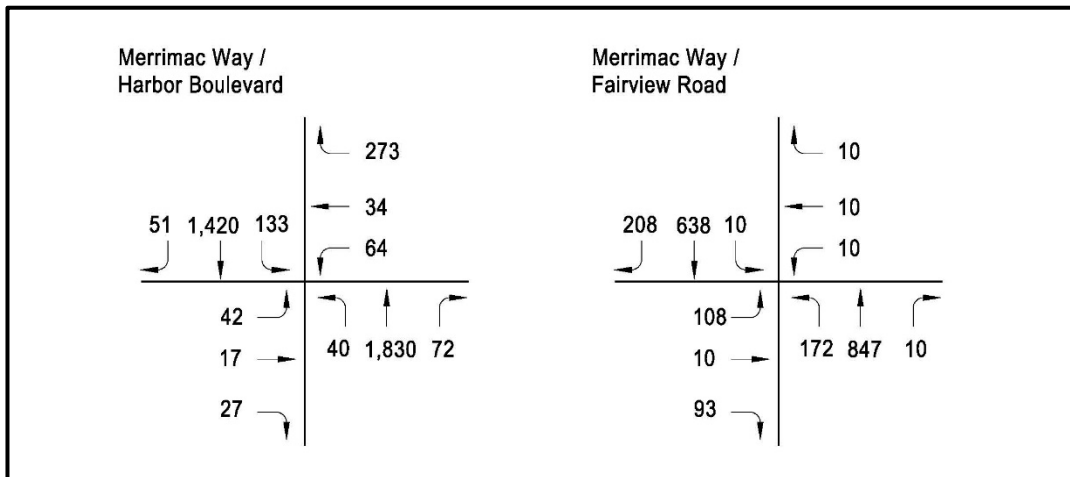 Merrimac Way /
Harbor Boulevard
273
34
51 1,420 133
64
42
40 1,830 72
17
27
Merrimac Way /
Fairview Road
10
10
208 638 10
10
108
172 847 10
10
93